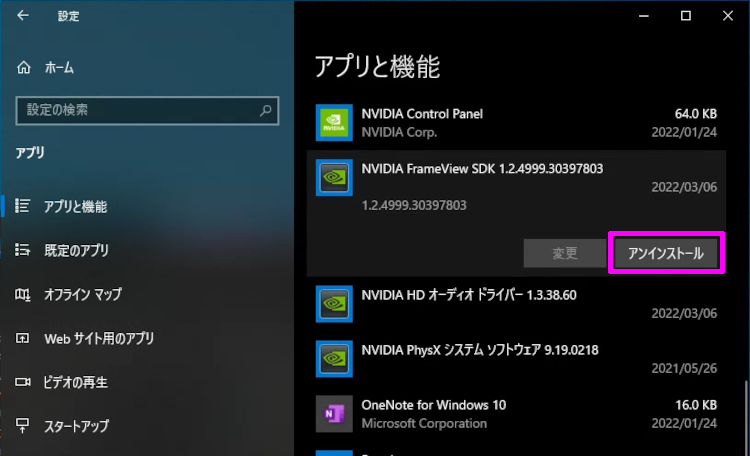 設定
ホーム
設定の検索
アプリ
アプリと機能
既定のアプリ
オフライン マップ
Web サイト用のアプリ
ビデオの再生
スタートアップ
アプリと機能
NVIDIA Control Panel
64.0 KB
NVIDIA Corp.
2022/01/24
NVIDIA FrameView SDK 1.2.4999.30397803
2022/03/06
1.2.4999.30397803
変更
アンインストール
NVIDIA HD オーディオ ドライバー 1.3.38.60
2022/03/06
NVIDIA PhysX システム ソフトウェア 9.19.0218
2021/05/26
OneNote for Windows 10
16.0 KB
Microsoft Corporation
2022/01/24